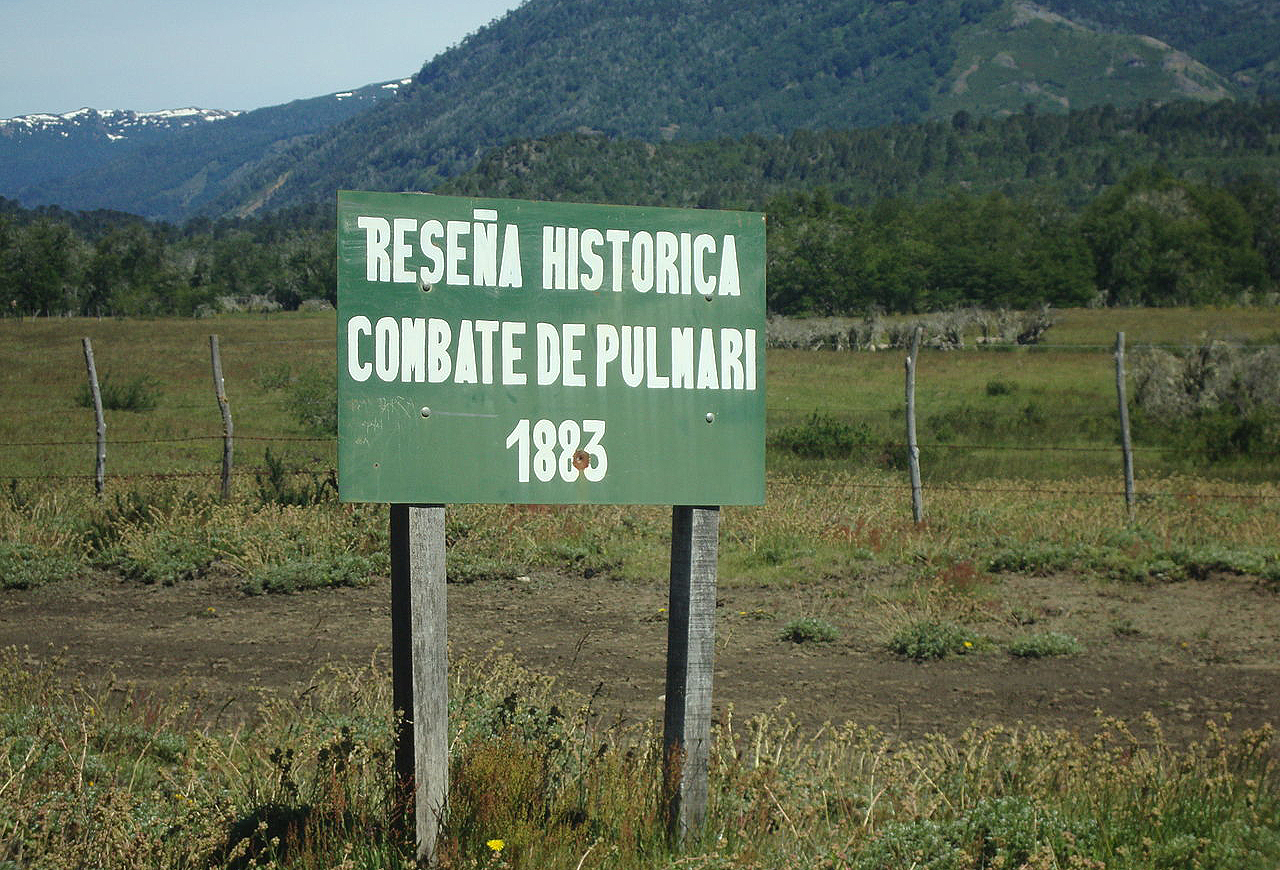 RESEÑA HISTORICA
COMBATE DE PULMARI
1883